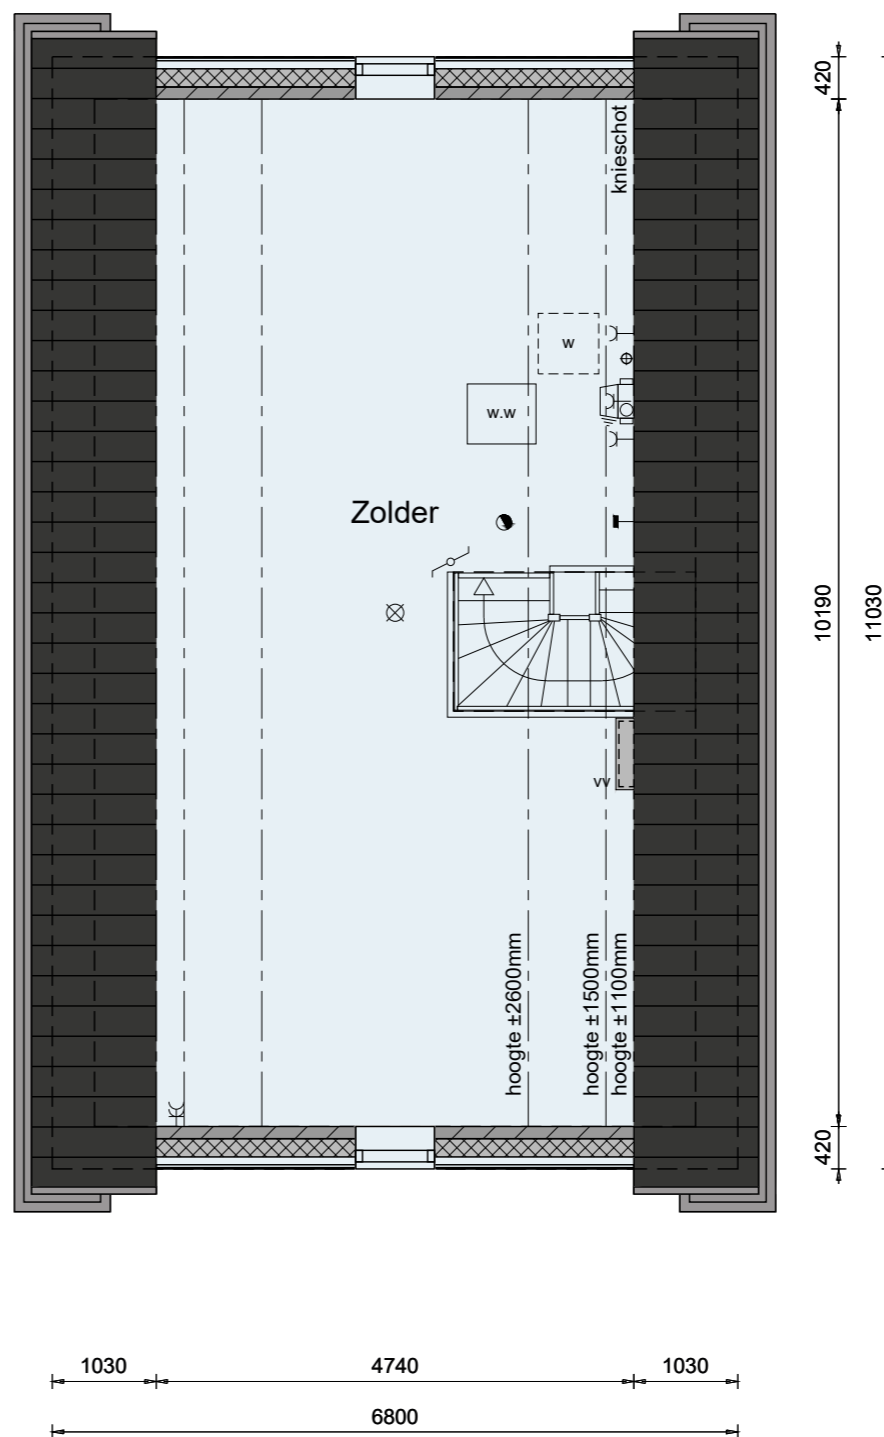 420
knieschot
w
w.w
Zolder
10190
11030
vv
hoogte ±2600mm
hoogte ±1500mm
hoogte ±1100mm
420
1030
4740
1030
6800